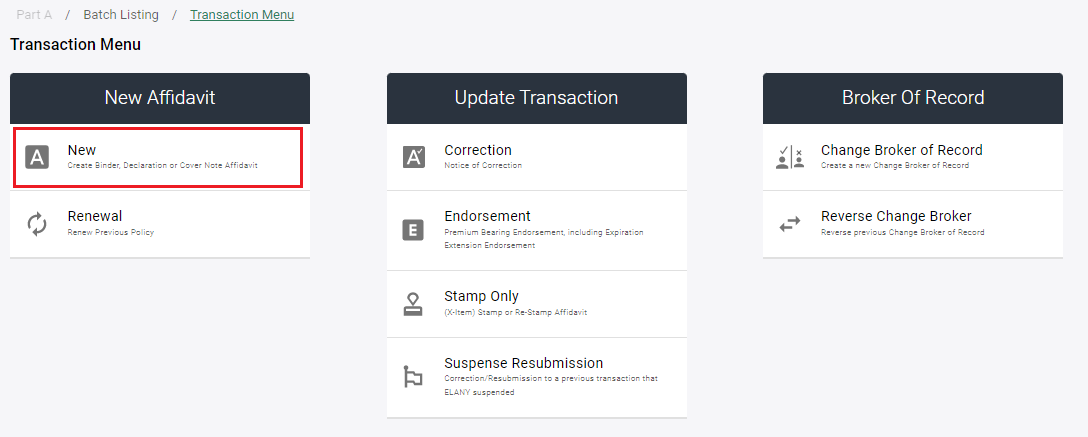 Part A / Batch Listing / Transaction Menu
Transaction Menu
New Affidavit
A
New
Create Binder, Declaration or Cover Note Affidavit
Renewal
Renew Previous Policy
Update Transaction
A
Correction
Notice of Correction
E
Endorsement
Premium Bearing Endorsement, including Expiration
Extension Endorsement
Stamp Only
(X-Item) Stamp or Re-Stamp Affidavit
Suspense Resubmission
Correction/Resubmission to a previous transaction that
ELANY suspended
Broker Of Record
Change Broker of Record
Create a new Change Broker of Record
Reverse Change Broker
Reverse previous Change Broker of Record